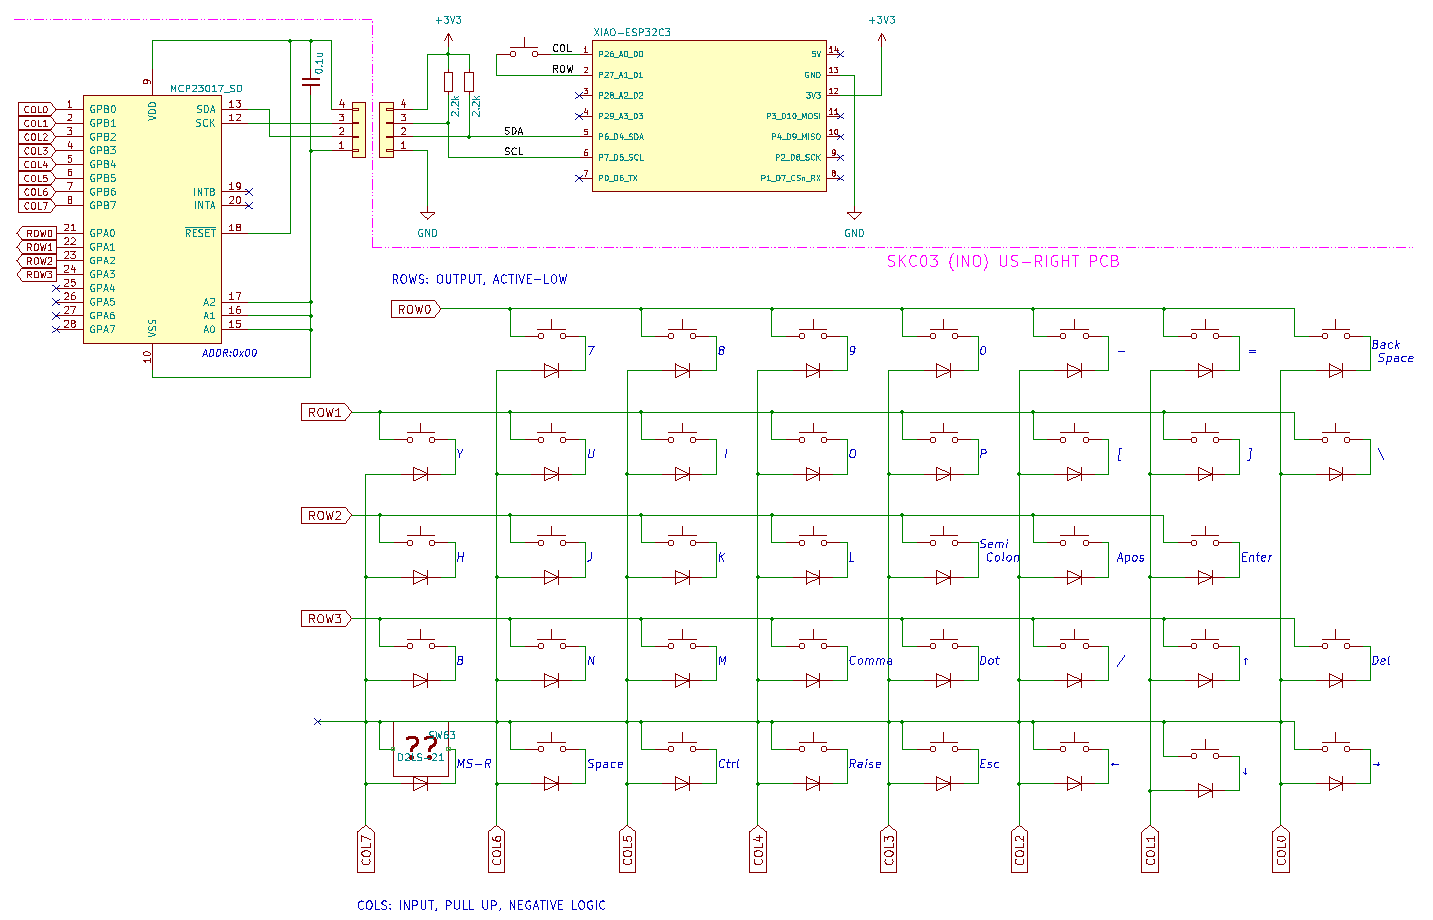 +3V3
+3V3
XIAO-ESP32C3
COL
ROW
1 P26_A0_D0
2 P27_A1_D1
3 P28_A2_D2
4 P29_A3_D3
5 P6_D4_SDA
6 P7_D5_SCL
7 P0_D6_TX
5V 14
GND 13
3V3 12
P3_D10_MOSI 11
P4_D9_MISO 10
P2_D8_SCK 9
P1_D7_CSn_RX 8
SDA
SCL
2.2k
2.2k
0.1u
4
3
2
1
4
3
2
1
GND
GND
MCP23017_SO
9
VDD
COL0 1 GPB0
COL1 2 GPB1
COL2 3 GPB2
COL3 4 GPB3
COL4 5 GPB4
COL5 6 GPB5
COL6 7 GPB6
COL7 8 GPB7
ROW0 21 GPA0
ROW1 22 GPA1
ROW2 23 GPA2
ROW3 24 GPA3
25 GPA4
26 GPA5
27 GPA6
28 GPA7
SDA 13
SCK 12
INTB 19
INTA 20
RESET 18
A2 17
A1 16
A0 15
VSS
10
ADDR:0x00
SKC03 (INO) US-RIGHT PCB
ROWS: OUTPUT, ACTIVE-LOW
ROW0
7
8
9
0
-
=
Back
Space
ROW1
Y
U
I
O
P
[
]
\
ROW2
H
J
K
L
Semi
Colon
Apos
Enter
ROW3
B
N
M
Comma
Dot
/
↑
Del
SW63
??
D2LS-21
MS-R
Space
Ctrl
Raise
Esc
←
↓
→
COL7
COL6
COL5
COL4
COL3
COL2
COL1
COL0
COLS: INPUT, PULL UP, NEGATIVE LOGIC